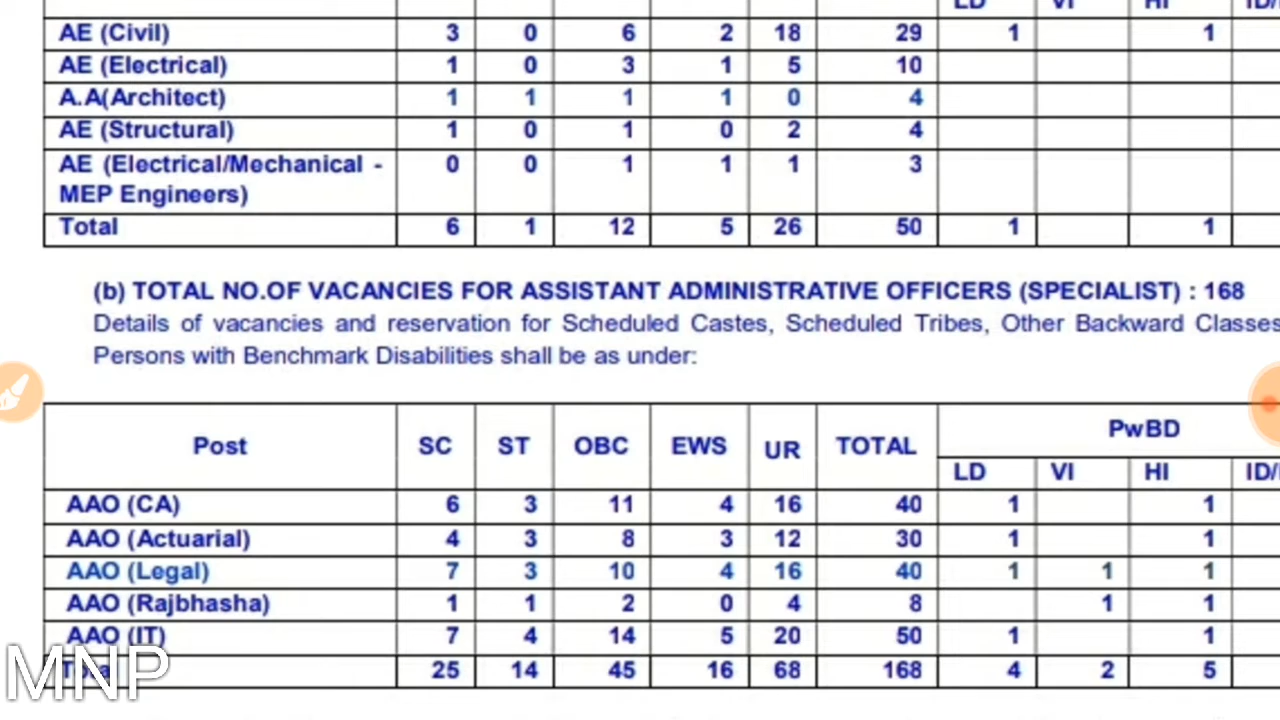 LD VI HI ID/
AE (Civil) 3 0 6 2 18 29 1 1
AE (Electrical) 1 0 3 1 5 10
A.A(Architect) 1 1 1 1 0 4
AE (Structural) 1 0 1 0 2 4
AE (Electrical/Mechanical - 0 0 1 1 1 3
MEP Engineers)
Total 6 1 12 5 26 50 1 1
(b) TOTAL NO.OF VACANCIES FOR ASSISTANT ADMINISTRATIVE OFFICERS (SPECIALIST) : 168
Details of vacancies and reservation for Scheduled Castes, Scheduled Tribes, Other Backward Classes
Persons with Benchmark Disabilities shall be as under:
Post SC ST OBC EWS UR TOTAL PwBD
LD VI HI ID/
AAO (CA) 6 3 11 4 16 40 1 1
AAO (Actuarial) 4 3 8 3 12 30 1 1
AAO (Legal) 7 3 10 4 16 40 1 1 1
AAO (Rajbhasha) 1 1 2 0 4 8 1 1
AAO (IT) 7 4 14 5 20 50 1 1
Total 25 14 45 16 68 168 4 2 5
MNP